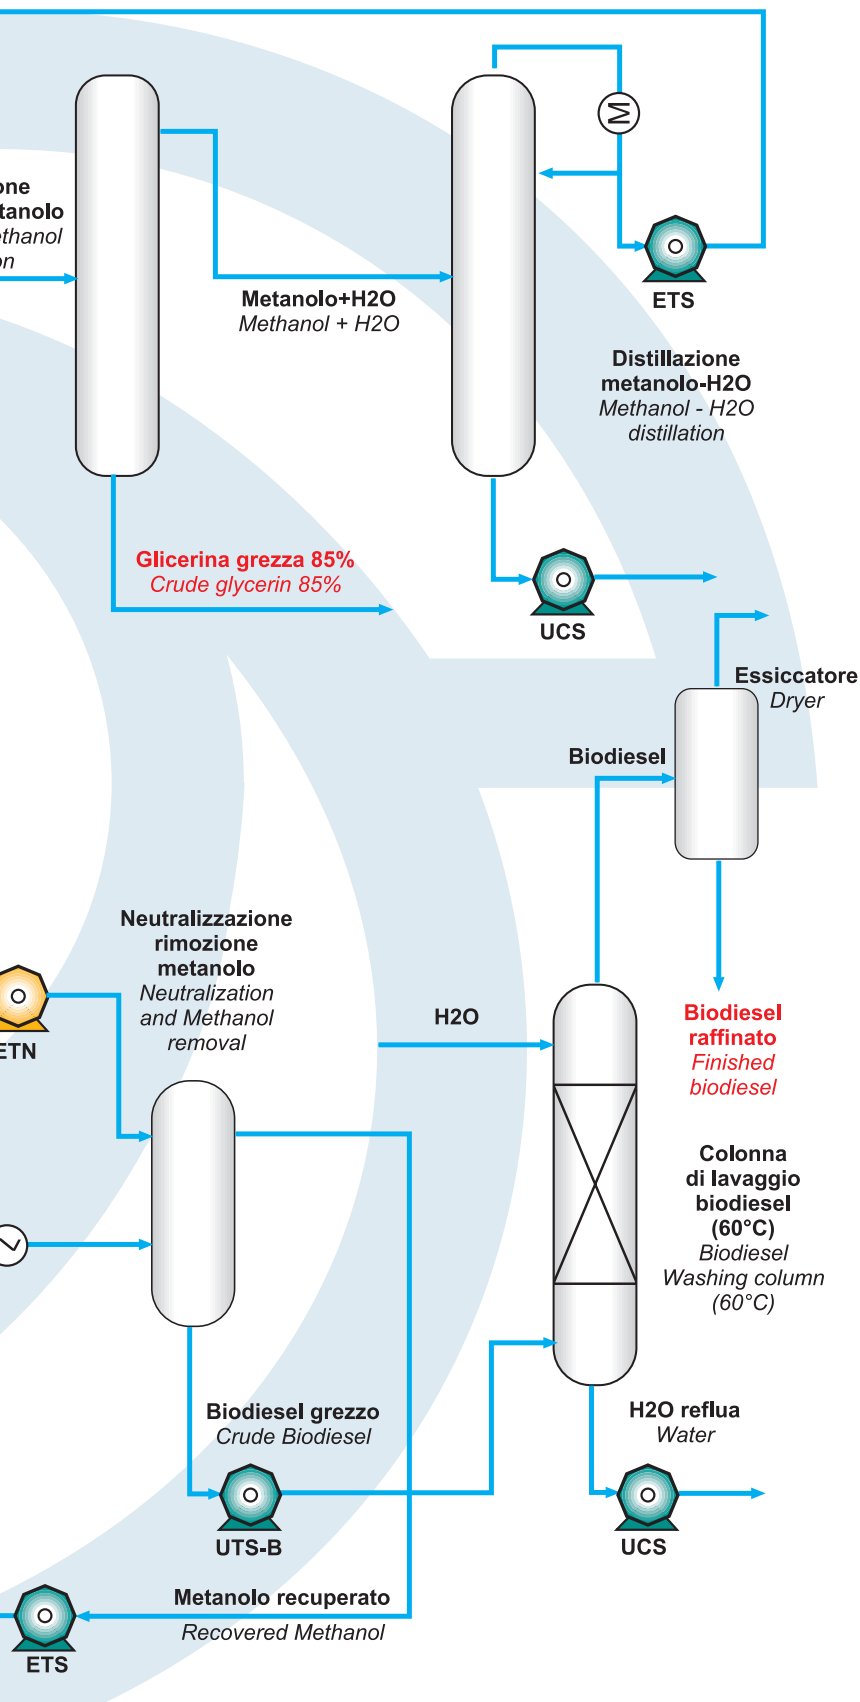 one
tanolo
ethanol
on
M
ETS
Metanolo+H2O
Methanol + H2O
Distillazione
metanolo-H2O
Methanol - H2O
distillation
Glicerina grezza 85%
Crude glycerin 85%
UCS
Essiccatore
Dryer
Biodiesel
Neutralizzazione
rimozione
metanolo
Neutralization
and Methanol
removal
ETN
H2O
Biodiesel
raffinato
Finished
biodiesel
Colonna
di lavaggio
biodiesel
(60°C)
Biodiesel
Washing column
(60°C)
Biodiesel grezzo
Crude Biodiesel
UTS-B
H2O reflua
Water
UCS
Metanolo recuperato
Recovered Methanol
ETS